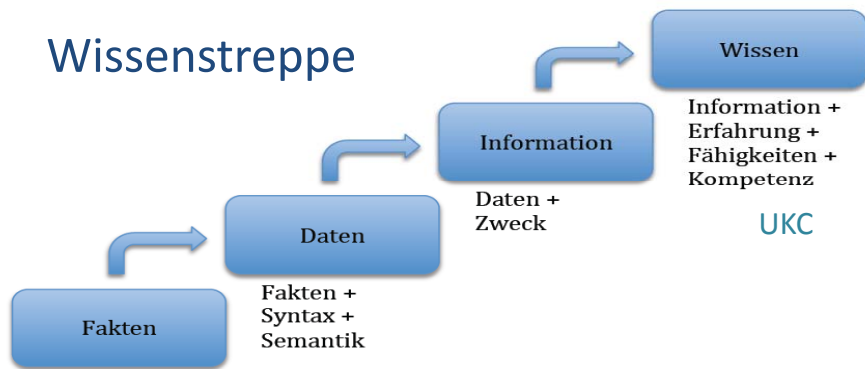 Wissenstreppe
Wissen
Information +
Erfahrung +
Fähigkeiten +
Kompetenz
UKC
Information
Daten +
Zweck
Daten
Fakten +
Syntax +
Semantik
Fakten